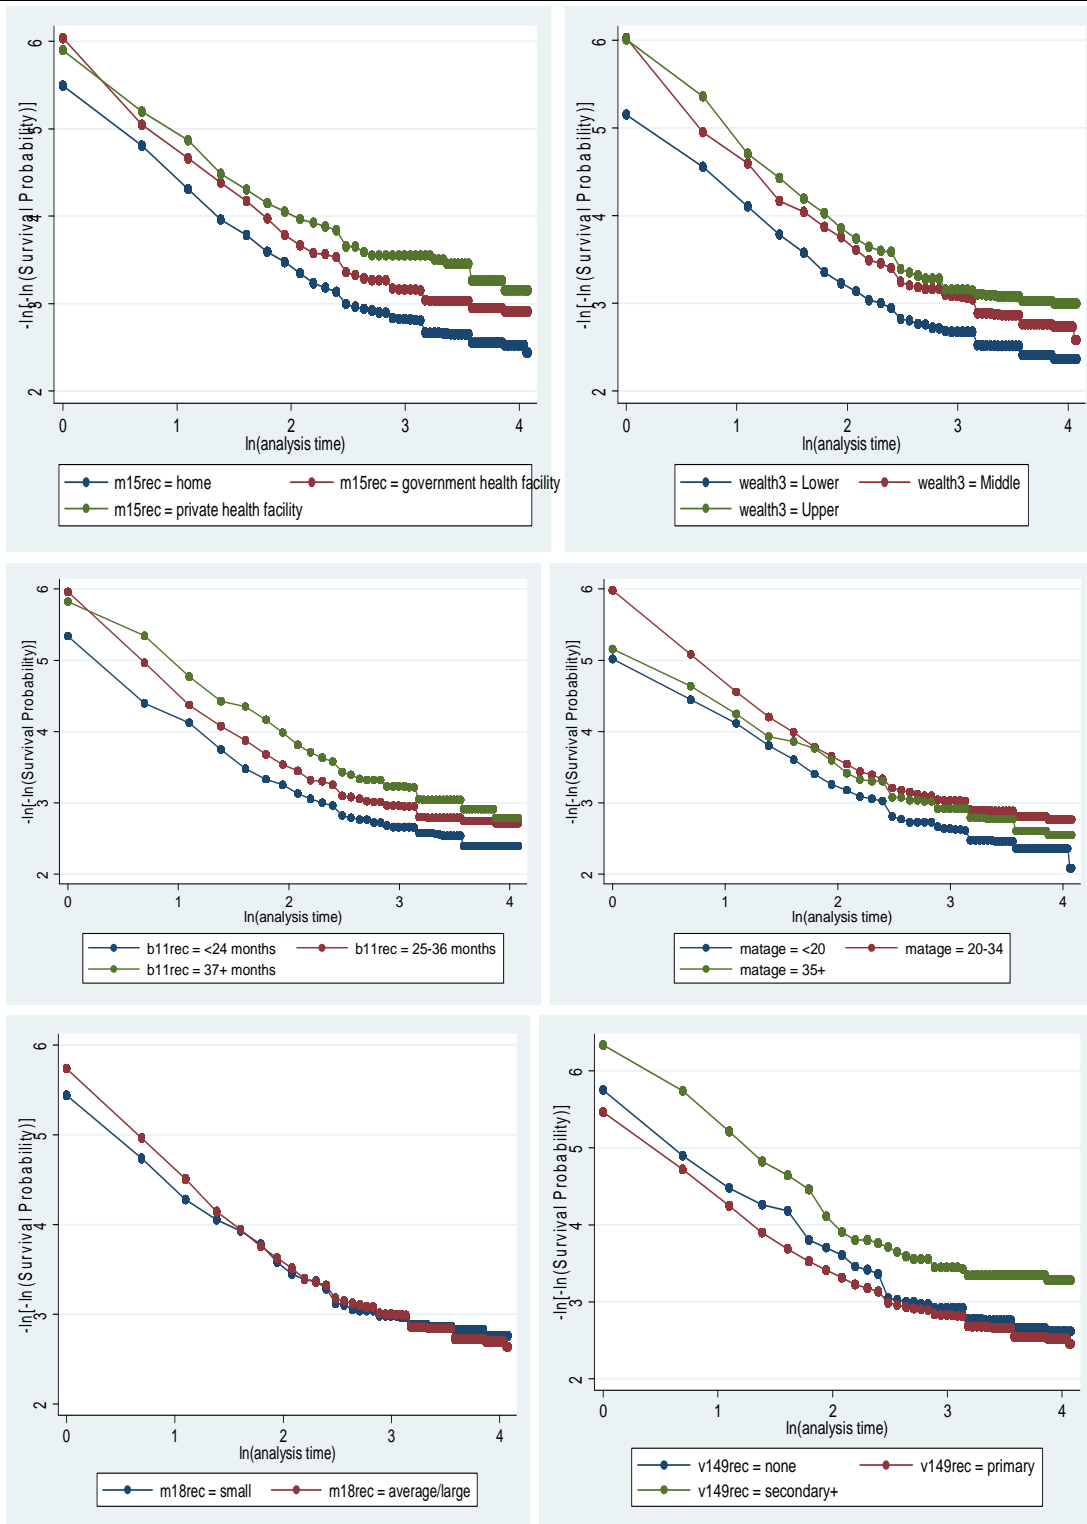 -ln[-ln(Survival Probability)]
6
5
4
3
2
0 1 2 3 4
ln(analysis time)
m15rec = home m15rec = government health facility
m15rec = private health facility
-ln[-ln(Survival Probability)]
6
5
4
3
2
0 1 2 3 4
ln(analysis time)
wealth3 = Lower wealth3 = Middle
wealth3 = Upper
-ln[-ln(Survival Probability)]
6
5
4
3
2
0 1 2 3 4
ln(analysis time)
b11rec = <24 months b11rec = 25-36 months
b11rec = 37+ months
-ln[-ln(Survival Probability)]
6
5
4
3
2
0 1 2 3 4
ln(analysis time)
matage = <20 matage = 20-34
matage = 35+
-ln[-ln(Survival Probability)]
6
5
4
3
2
0 1 2 3 4
ln(analysis time)
m18rec = small m18rec = average/large
-ln[-ln(Survival Probability)]
6
5
4
3
2
0 1 2 3 4
ln(analysis time)
v149rec = none v149rec = primary
v149rec = secondary+